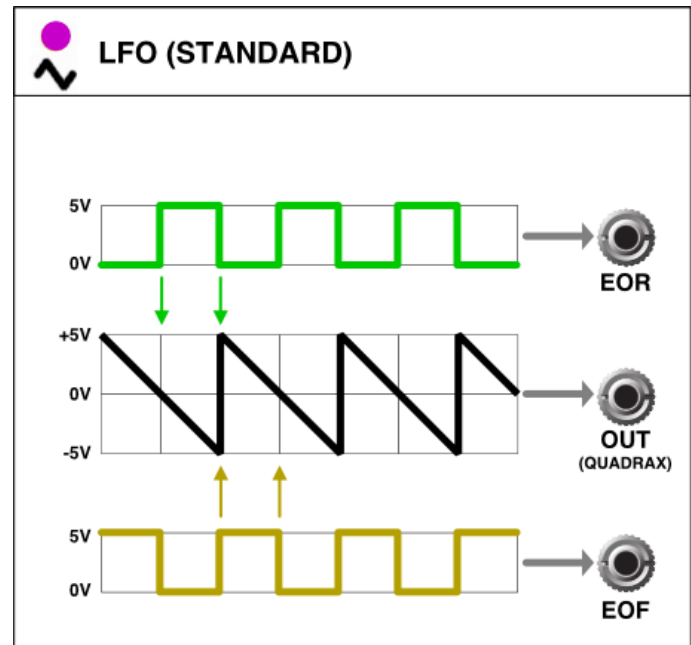 LFO (STANDARD)
5V
0V
EOR
+5V
0V
-5V
OUT
(QUADRAX)
5V
0V
EOF